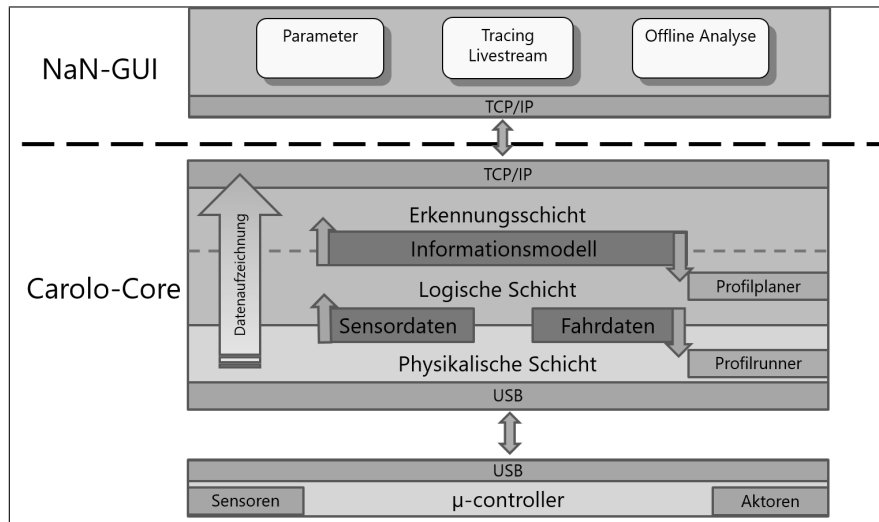 NaN-GUI
Parameter
Tracing
Livestream
Offline Analyse
TCP/IP
TCP/IP
Carolo-Core
Datenaufzeichnung
Erkennungsschicht
Informationsmodell
Logische Schicht
Profilplaner
Sensordaten
Fahrdaten
Physikalische Schicht
Profilrunner
USB
USB
Sensoren
μ-controller
Aktoren